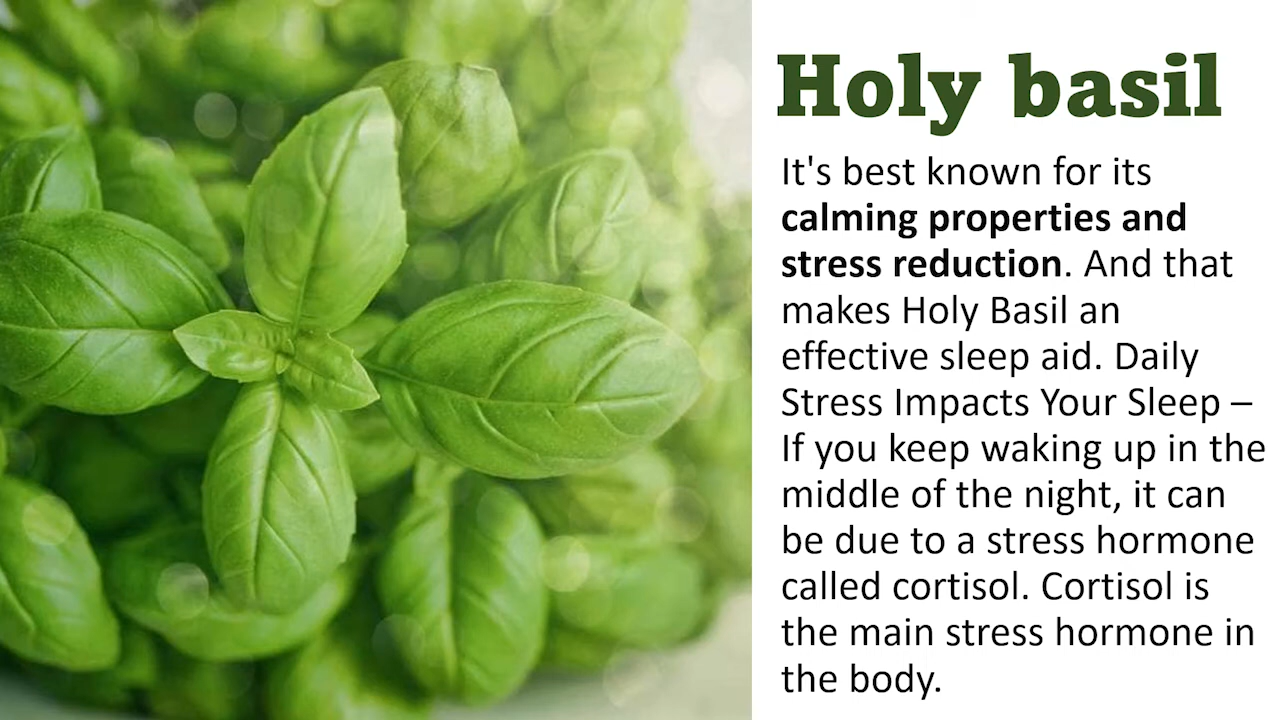 Holy basil
It's best known for its
calming properties and
stress reduction. And that
makes Holy Basil an
effective sleep aid. Daily
Stress Impacts Your Sleep –
If you keep waking up in the
middle of the night, it can
be due to a stress hormone
called cortisol. Cortisol is
the main stress hormone in
the body.